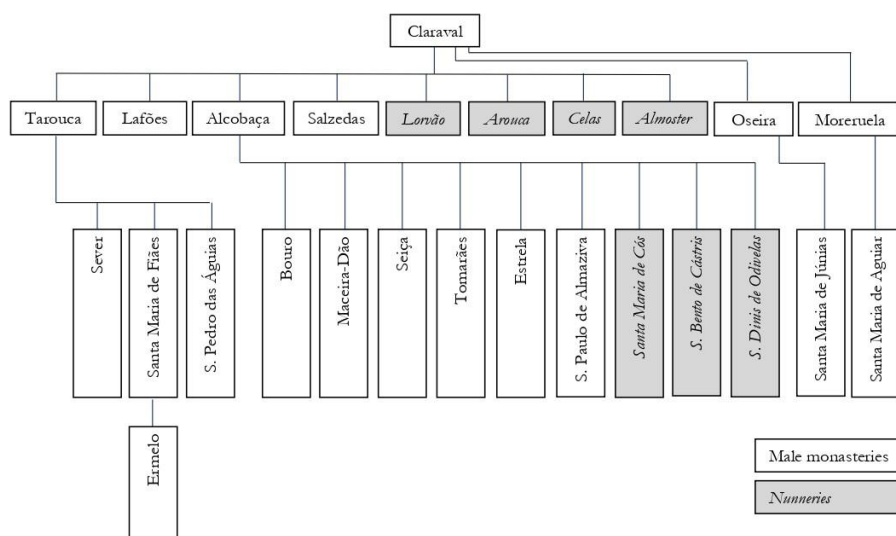 Claraval
Tarouca
Lafões
Alcobaça
Salzedas
Lorvão
Arouca
Celas
Almoster
Oseira
Moreruela
Sever
Santa Maria de Fiães
S. Pedro das Águias
Bouro
Maceira-Dão
Seiça
Tomarães
Estrela
S. Paulo de Almaziva
Santa Maria de Cós
S. Bento de Cástris
S. Dinis de Odivelas
Santa Maria de Júnias
Santa Maria de Aguiar
Ermelo
Male monasteries
Nunneries